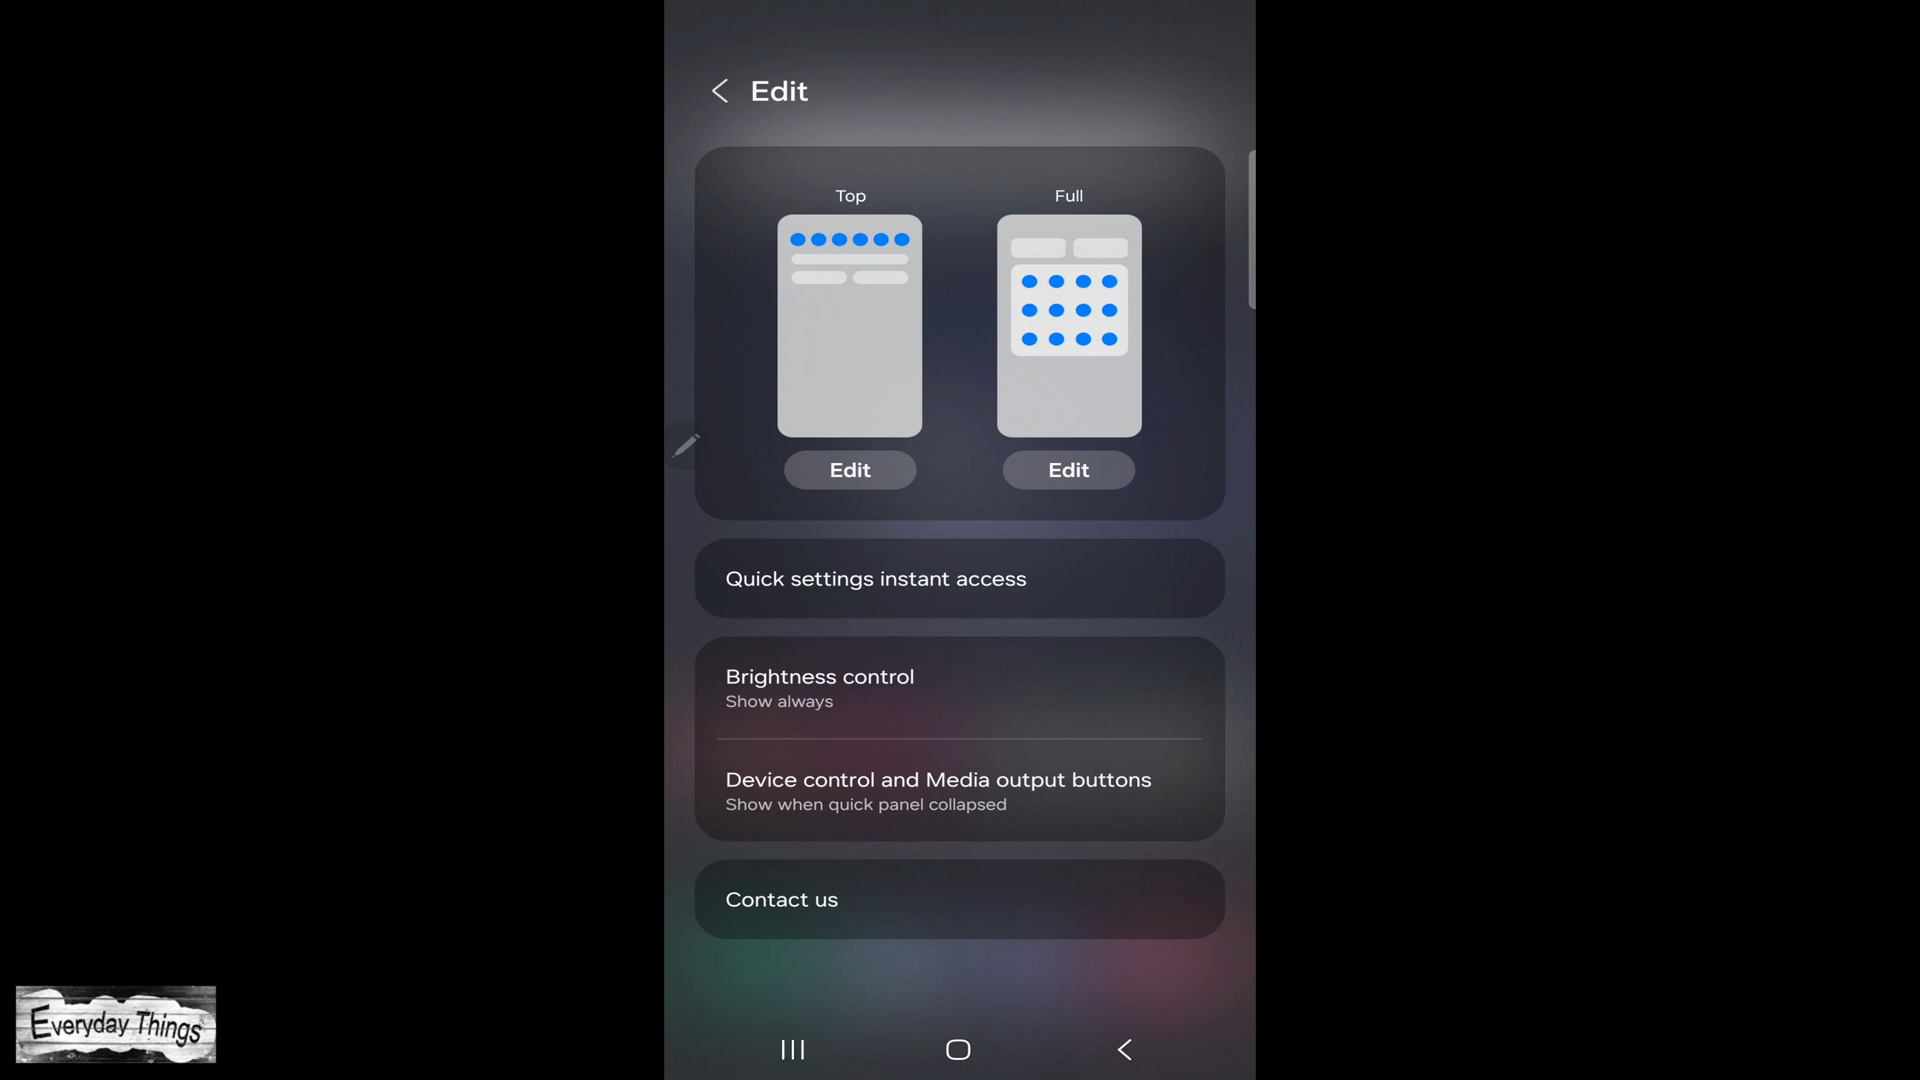 Edit
Top
Full
Edit
Edit
Quick settings instant access
Brightness control
Show always
Device control and Media output buttons
Show when quick panel collapsed
Contact us
Everyday Things